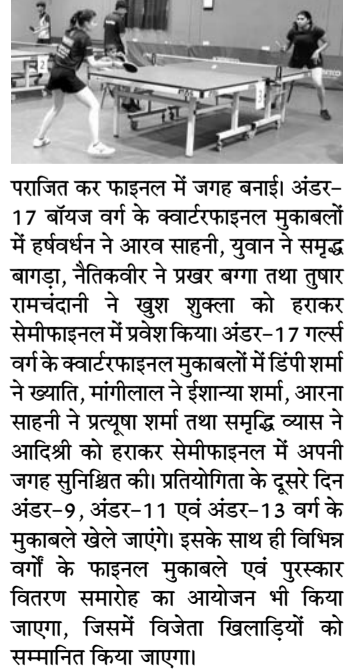 पराजित कर फाइनल में जगह बनाई। अंडर-
17 बॉयज वर्ग के क्वार्टरफाइनल मुकाबलों
में हर्षवर्धन ने आरव साहनी, युवान ने समृद्ध
बागड़ा, नैतिकवीर ने प्रखर बग्गा तथा तुषार
रामचंदानी ने खुश शुक्ला को हराकर
सेमीफाइनल में प्रवेश किया। अंडर-17 गर्ल्स
वर्ग के क्वार्टरफाइनल मुकाबलों में डिंपी शर्मा
ने ख्याति, मांगीलाल ने ईशान्या शर्मा, आरना
साहनी ने प्रत्यूषा शर्मा तथा समृद्धि व्यास ने
आदिश्री को हराकर सेमीफाइनल में अपनी
जगह सुनिश्चित की। प्रतियोगिता के दूसरे दिन
अंडर-9, अंडर-11 एवं अंडर-13 वर्ग के
मुकाबले खेले जाएंगे। इसके साथ ही विभिन्न
वर्गों के फाइनल मुकाबले एवं पुरस्कार
वितरण समारोह का आयोजन भी किया
जाएगा, जिसमें विजेता खिलाड़ियों को
सम्मानित किया जाएगा।